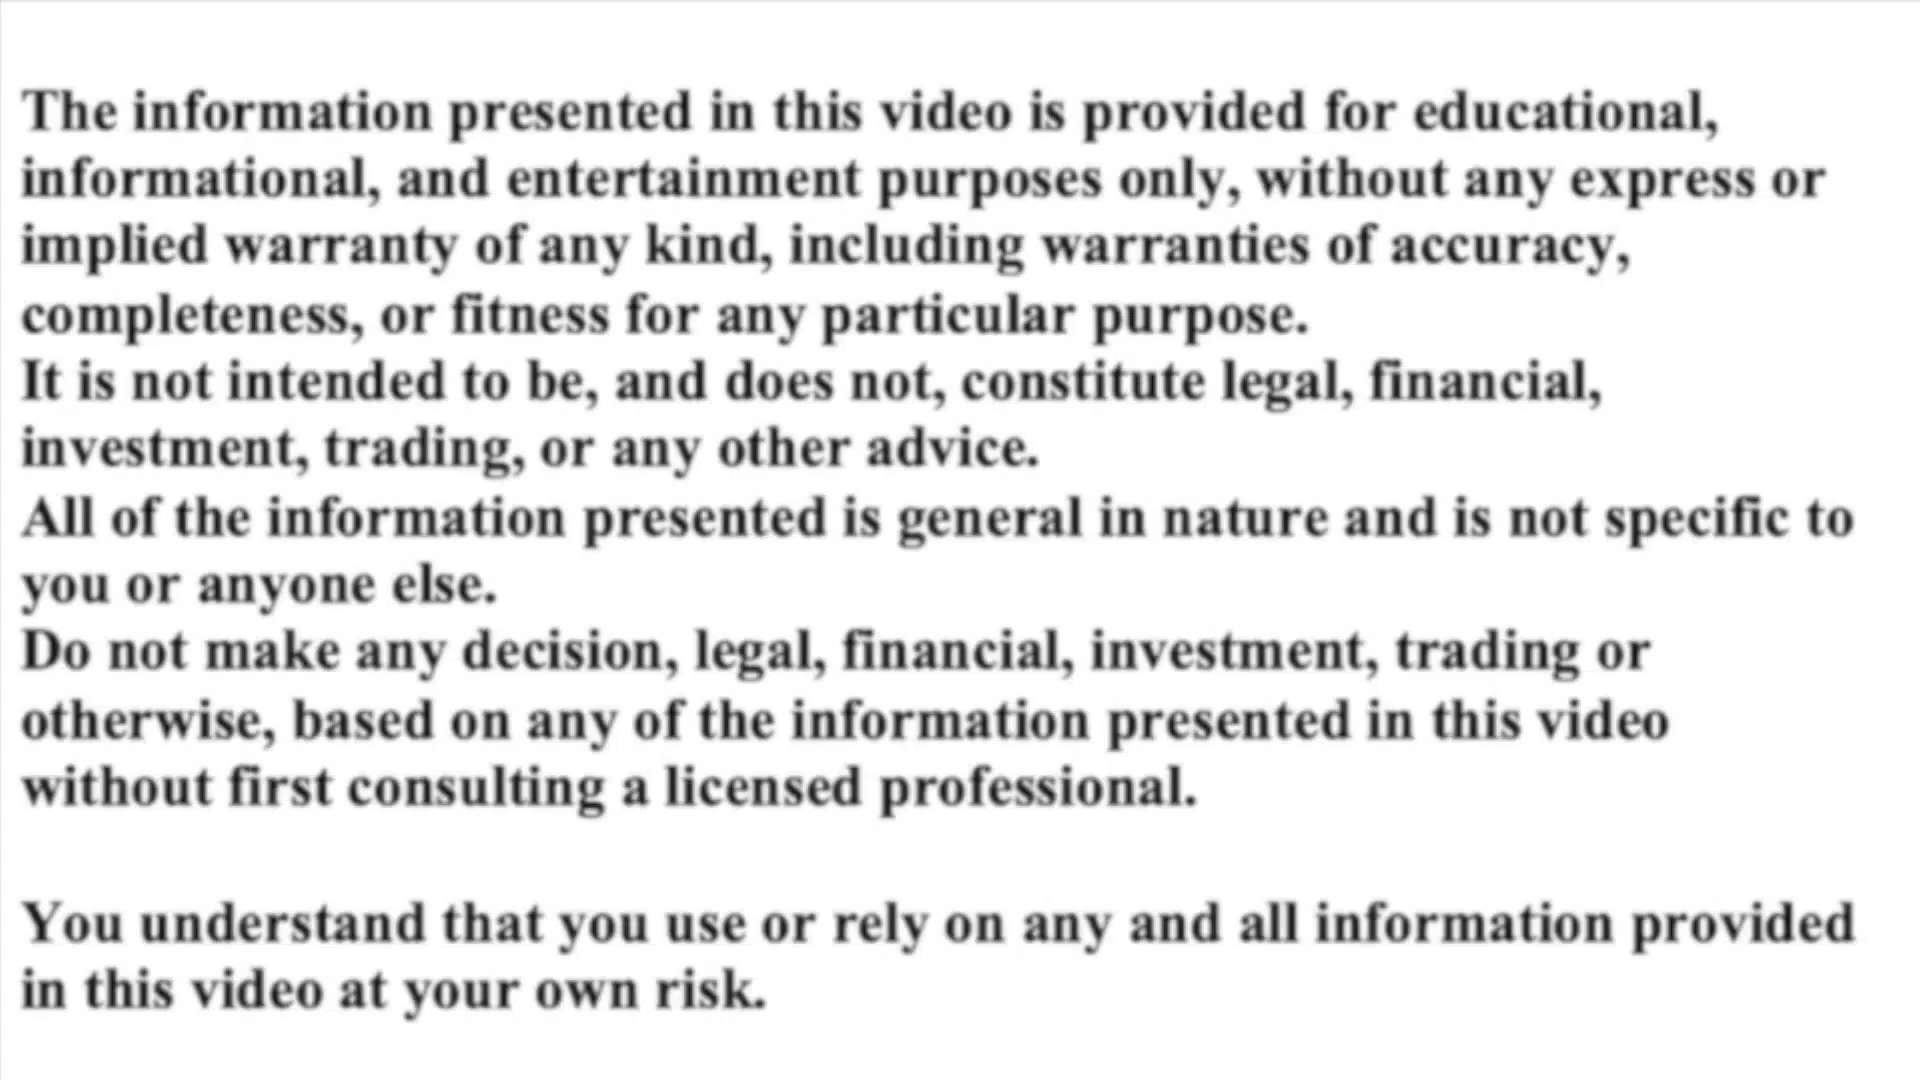 The information presented in this video is provided for educational,
informational, and entertainment purposes only, without any express or
implied warranty of any kind, including warranties of accuracy,
completeness, or fitness for any particular purpose.
It is not intended to be, and does not, constitute legal, financial,
investment, trading, or any other advice.
All of the information presented is general in nature and is not specific to
you or anyone else.
Do not make any decision, legal, financial, investment, trading or
otherwise, based on any of the information presented in this video
without first consulting a licensed professional.
You understand that you use or rely on any and all information provided
in this video at your own risk.